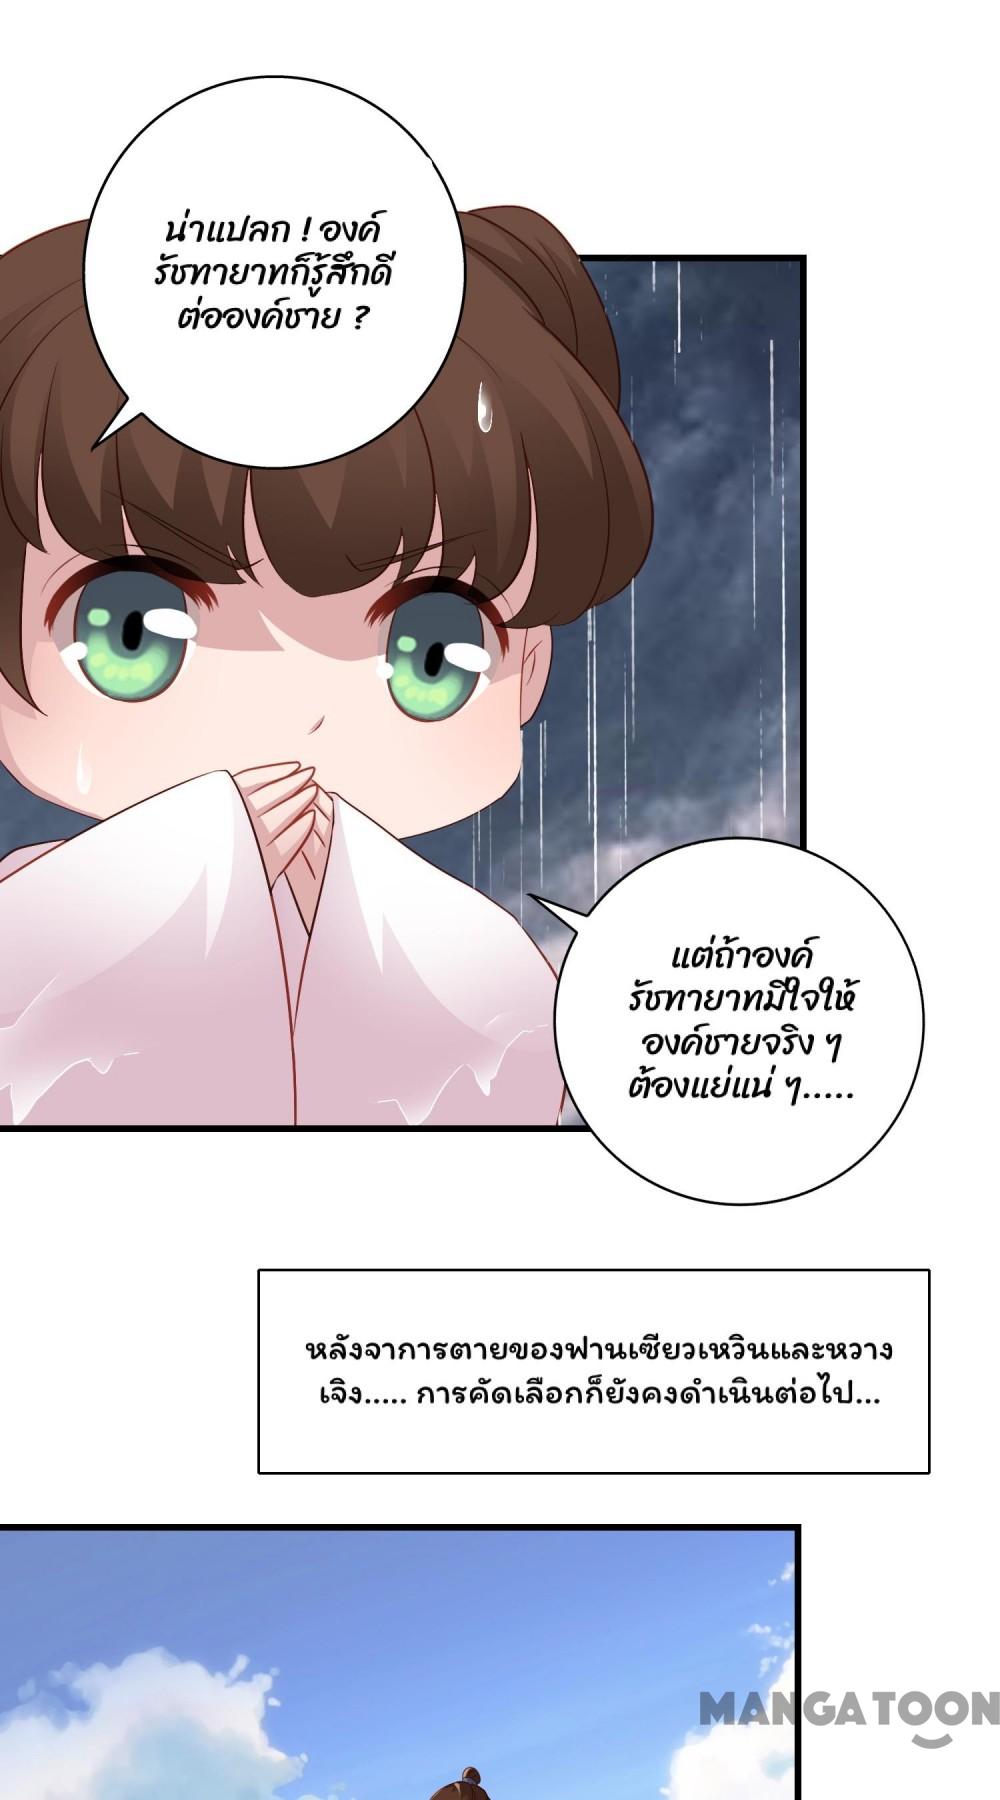 น่าแปลก ! องค์
รัชทายาทก็รู้สึกดี
ต่อองค์ชาย ?
แต่ถ้าองค์
รัชทายาทมีใจให้
องค์ชายจริง ๆ
ต้องแย่แน่ ๆ.....
หลังจาการตายของฟานเซียวเหวินและหวาง
เจิง..... การคัดเลือกก็ยังคงดำเนินต่อไป...
MANGATOON